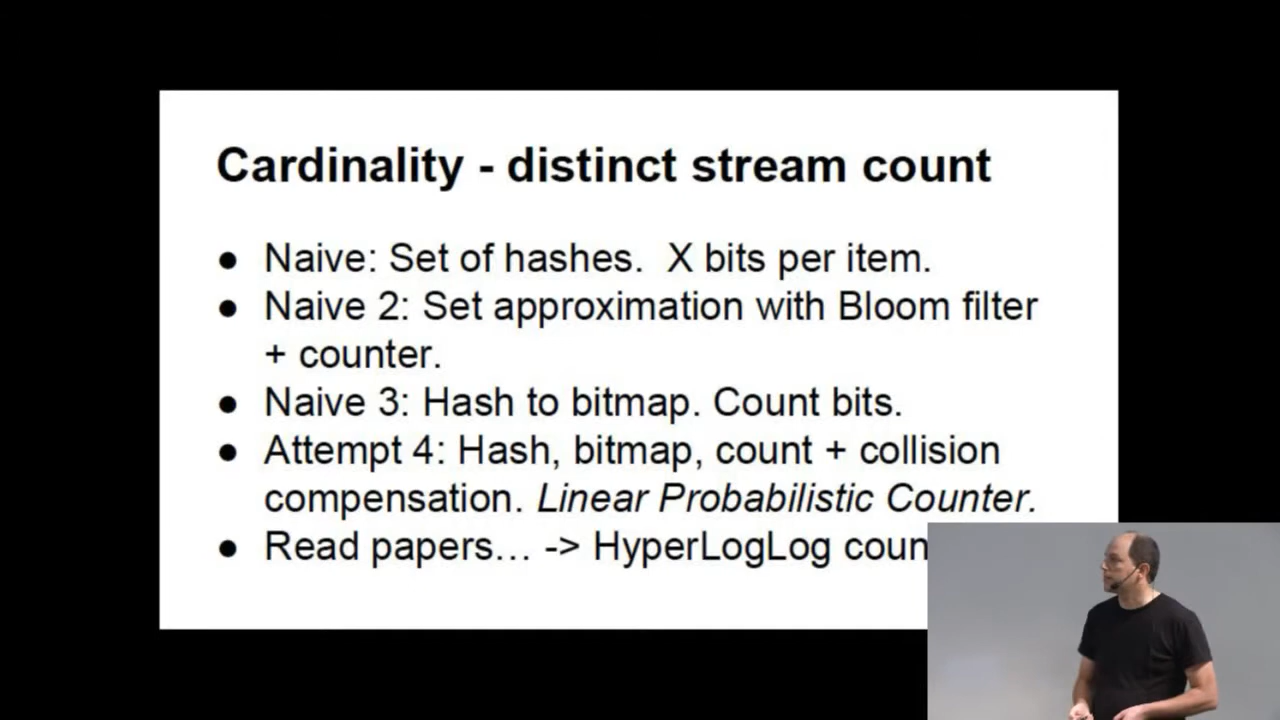 Cardinality - distinct stream count
● Naive: Set of hashes.  X bits per item.
● Naive 2: Set approximation with Bloom filter
+ counter.
● Naive 3: Hash to bitmap. Count bits.
● Attempt 4: Hash, bitmap, count + collision
compensation. Linear Probabilistic Counter.
● Read papers… -> HyperLogLog